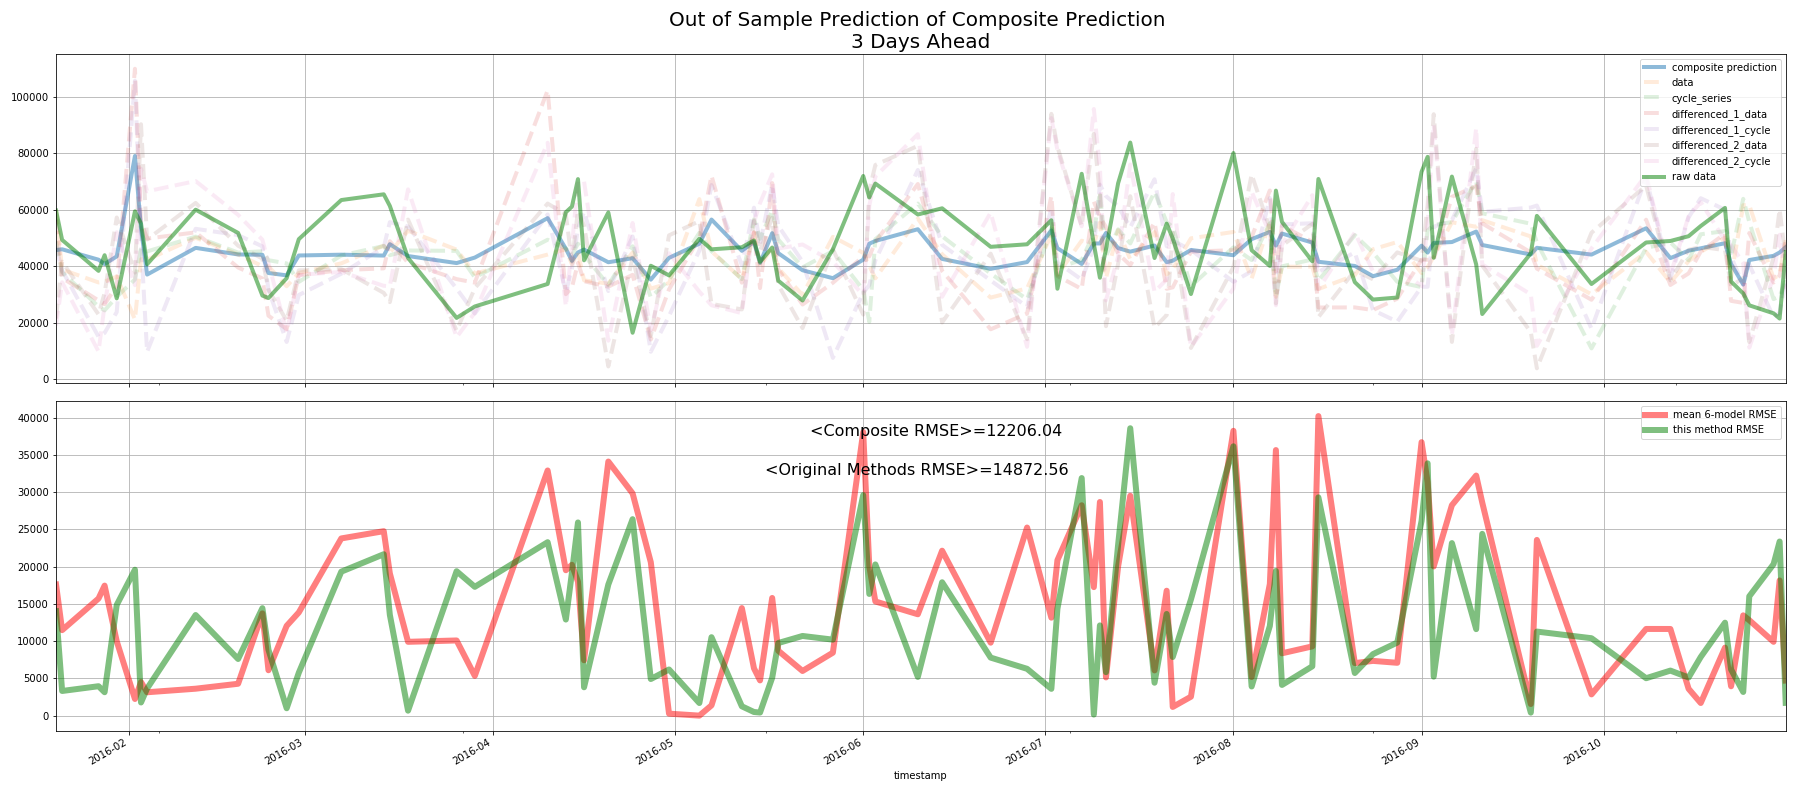 Out of Sample Prediction of Composite Prediction
3 Days Ahead
composite prediction
data
cycle_series
differenced_1_data
differenced_1_cycle
differenced_2_data
differenced_2_cycle
raw data
100000
80000
60000
40000
20000
0
mean 6-model RMSE
this method RMSE
<Composite RMSE>=12206.04
<Original Methods RMSE>=14872.56
40000
35000
30000
25000
20000
15000
10000
5000
0
2016-02
2016-03
2016-04
2016-05
2016-06
2016-07
2016-08
2016-09
2016-10
timestamp